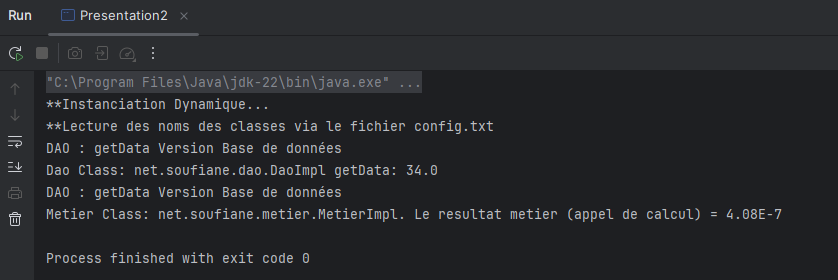 Run Presentation2
"C:\Program Files\Java\jdk-22\bin\java.exe" ...
**Instanciation Dynamique...
**Lecture des noms des classes via le fichier config.txt
DAO : getData Version Base de données
Dao Class: net.soufiane.dao.DaoImpl getData: 34.0
DAO : getData Version Base de données
Metier Class: net.soufiane.metier.MetierImpl. Le resultat metier (appel de calcul) = 4.08E-7
Process finished with exit code 0